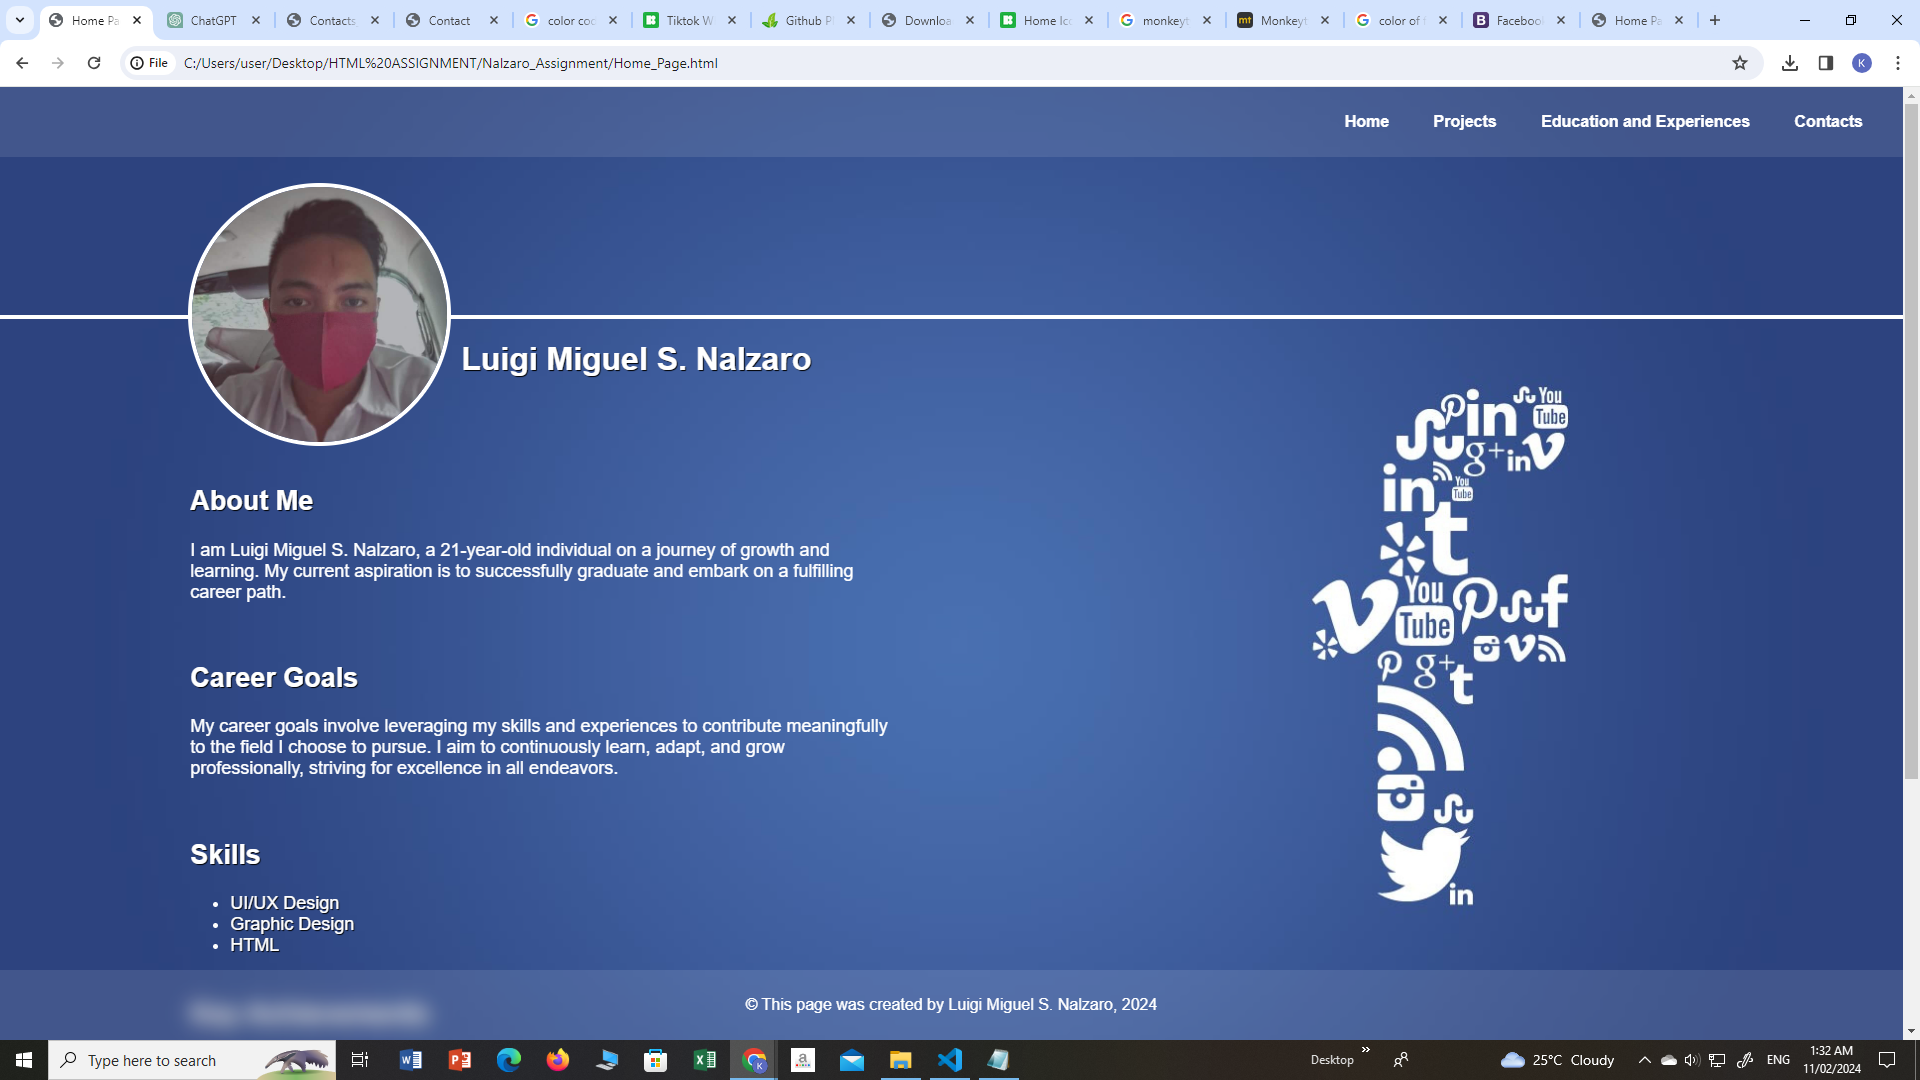 Home Pa
ChatGPT
Contacts
Contact
color coc
Tiktok W
Github P
Downloa
Home Ico
monkeyt
Monkeyt
color of
Facebook
Home Pa
File
C:/Users/user/Desktop/HTML%20ASSIGNMENT/Nalzaro_Assignment/Home_Page.html
K
Home Projects Education and Experiences Contacts
Luigi Miguel S. Nalzaro
About Me
I am Luigi Miguel S. Nalzaro, a 21-year-old individual on a journey of growth and
learning. My current aspiration is to successfully graduate and embark on a fulfilling
career path.
Career Goals
My career goals involve leveraging my skills and experiences to contribute meaningfully
to the field I choose to pursue. I aim to continuously learn, adapt, and grow
professionally, striving for excellence in all endeavors.
Skills
• UI/UX Design
• Graphic Design
• HTML
in You Tube
g+ in
in You Tube
t
You Tube f
g+ t
in
© This page was created by Luigi Miguel S. Nalzaro, 2024
Type here to search
Desktop
25°C Cloudy
ENG
1:32 AM
11/02/2024